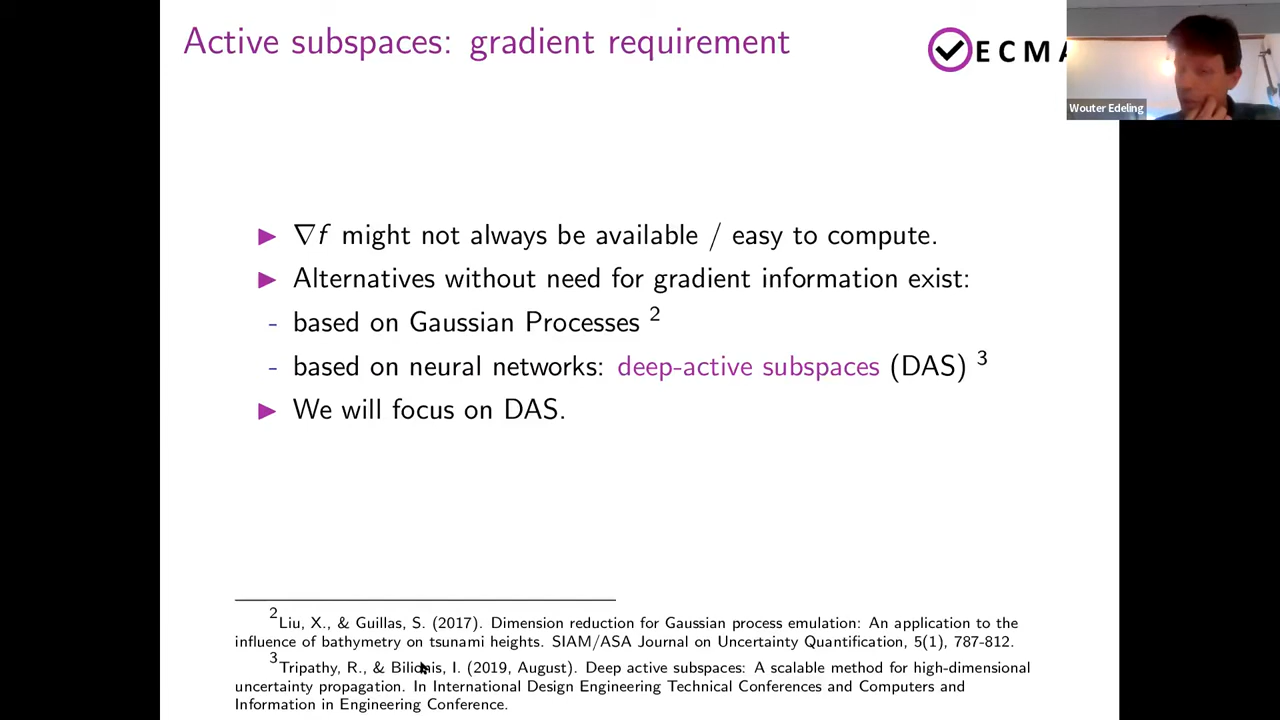 Active subspaces: gradient requirement
ECMA
Wouter Edeling
▶ ∇f might not always be available / easy to compute.
▶ Alternatives without need for gradient information exist:
- based on Gaussian Processes ²
- based on neural networks: deep-active subspaces (DAS) ³
▶ We will focus on DAS.
²Liu, X., & Guillas, S. (2017). Dimension reduction for Gaussian process emulation: An application to the
influence of bathymetry on tsunami heights. SIAM/ASA Journal on Uncertainty Quantification, 5(1), 787-812.
³Tripathy, R., & Bilionis, I. (2019, August). Deep active subspaces: A scalable method for high-dimensional
uncertainty propagation. In International Design Engineering Technical Conferences and Computers and
Information in Engineering Conference.